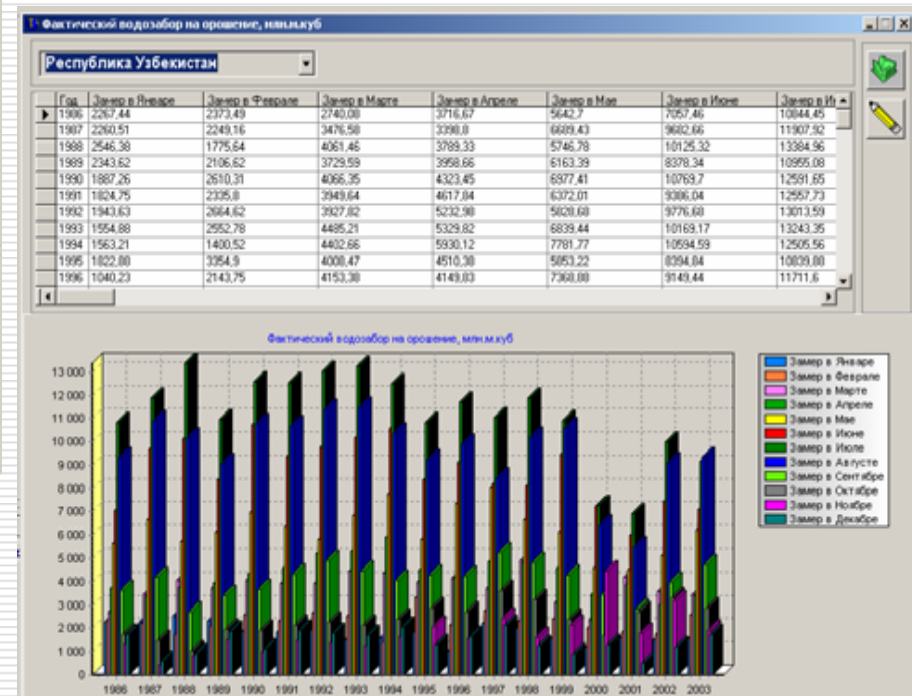 Фактический водозабор на орошение, млн.м.куб
Республика Узбекистан
Год Замер в Январе Замер в Феврале Замер в Марте Замер в Апреле Замер в Мае Замер в Июне Замер в Ин
1986 2267,44 2373,49 2740,08 3716,67 5642,7 7057,46 10844,45
1987 2260,51 2249,16 3476,58 3398,8 6689,43 9682,66 11907,92
1988 2546,38 1775,64 4061,46 3789,33 5746,78 10125,32 13384,96
1989 2343,62 2106,62 3729,59 3958,66 6163,39 8378,34 10955,08
1990 1887,26 2610,31 4066,35 4323,45 6977,41 10769,7 12591,65
1991 1824,75 2335,8 3949,64 4617,84 6372,01 9386,04 12557,73
1992 1943,63 2664,62 3927,82 5232,98 5828,68 9776,68 13013,59
1993 1554,88 2552,78 4485,21 5329,82 6839,44 10169,17 13243,35
1994 1563,21 1400,52 4402,66 5930,12 7781,77 10594,59 12505,56
1995 1822,88 3354,9 4008,47 4510,38 5853,22 8394,84 10839,88
1996 1040,23 2143,75 4153,38 4149,83 7368,88 9149,44 11711,6
Фактический водозабор на орошение, млн.м.куб
13 000
12 000
11 000
10 000
9 000
8 000
7 000
6 000
5 000
4 000
3 000
2 000
1 000
0
1986 1987 1988 1989 1990 1991 1992 1993 1994 1995 1996 1997 1998 1999 2000 2001 2002 2003
Замер в Январе
Замер в Феврале
Замер в Марте
Замер в Апреле
Замер в Мае
Замер в Июне
Замер в Июле
Замер в Августе
Замер в Сентябре
Замер в Октябре
Замер в Ноябре
Замер в Декабре